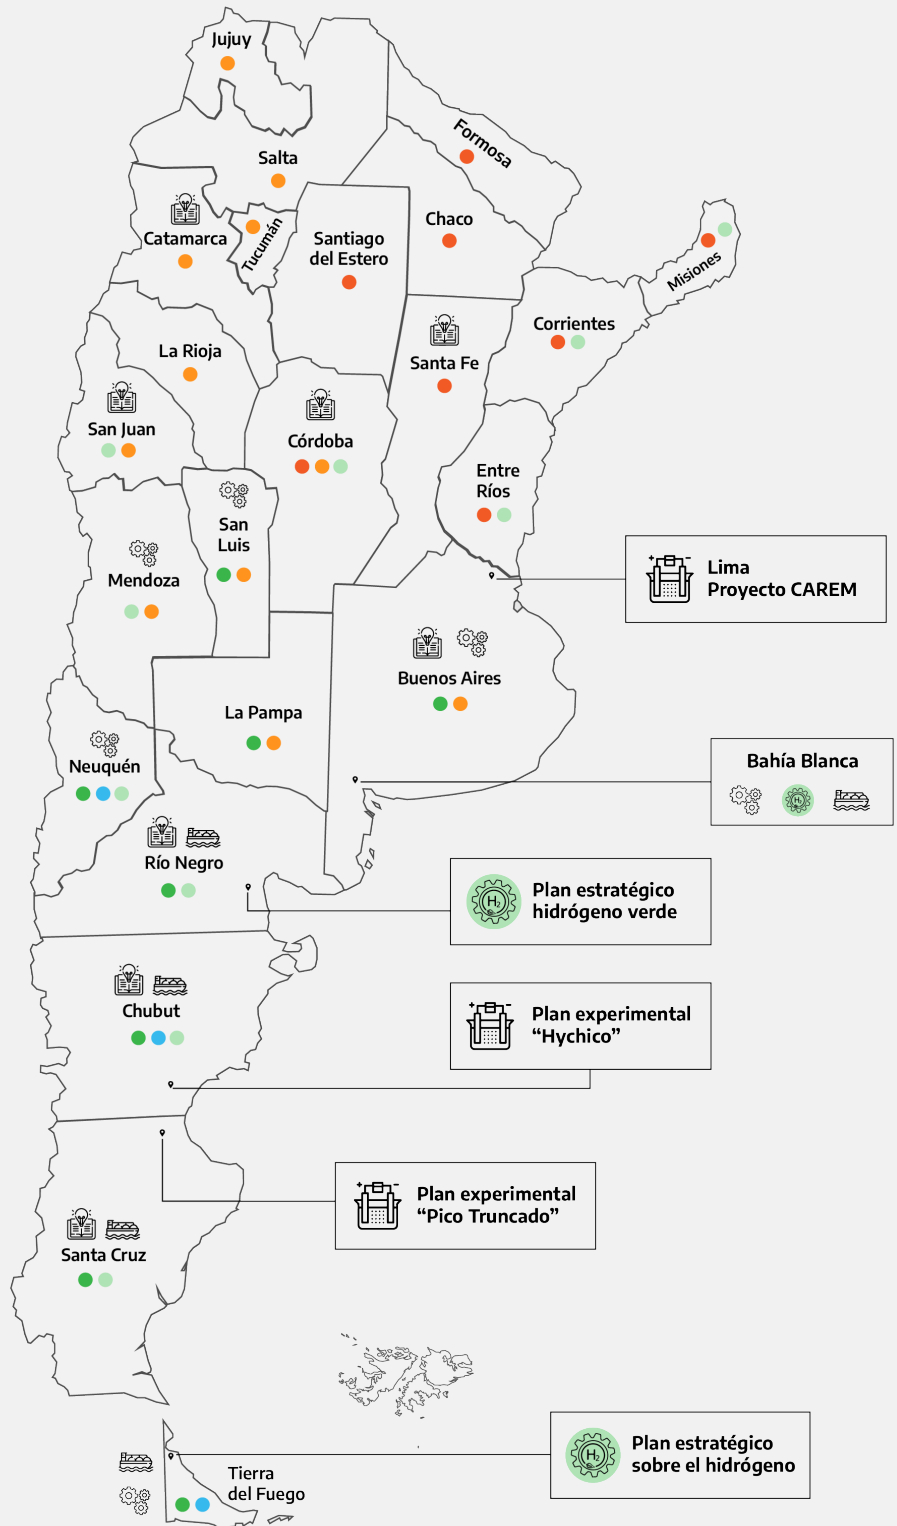 Jujuy
Formosa
Salta
Chaco
Tucumán
Catamarca
Santiago
del Estero
Misiones
Corrientes
La Rioja
Santa Fe
San Juan
Córdoba
Entre
Ríos
San
Luis
Mendoza
Lima
Proyecto CAREM
Buenos Aires
La Pampa
Neuquén
Bahía Blanca
H2
Río Negro
H2
Plan estratégico
hidrógeno verde
Chubut
Plan experimental
“Hychico”
Plan experimental
“Pico Truncado”
Santa Cruz
H2
Plan estratégico
sobre el hidrógeno
Tierra
del Fuego